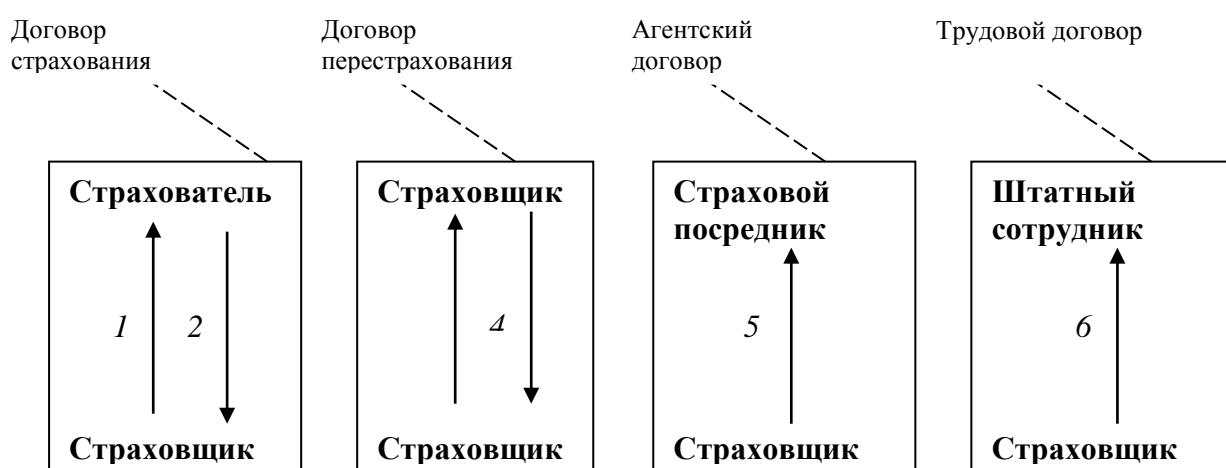 Договор
страхования
Договор
перестрахования
Агентский
договор
Трудовой договор
Страхователь
1 2
Страховщик
Страховщик
4
Страховщик
Страховой
посредник
5
Страховщик
Штатный
сотрудник
6
Страховщик